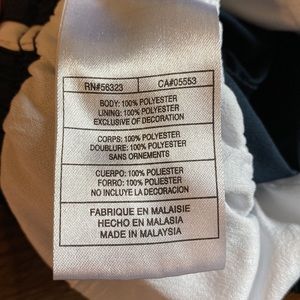 RN#56323 CA#05553
BODY: 100% POLYESTER
LINING: 100% POLYESTER
EXCLUSIVE OF DECORATION
CORPS: 100% POLYESTER
DOUBLURE: 100% POLYESTER
SANS ORNEMENTS
CUERPO: 100% POLIESTER
FORRO: 100% POLIESTER
NO INCLUYE LA DECORACION
FABRIQUE EN MALAISIE
HECHO EN MALASIA
MADE IN MALAYSIA